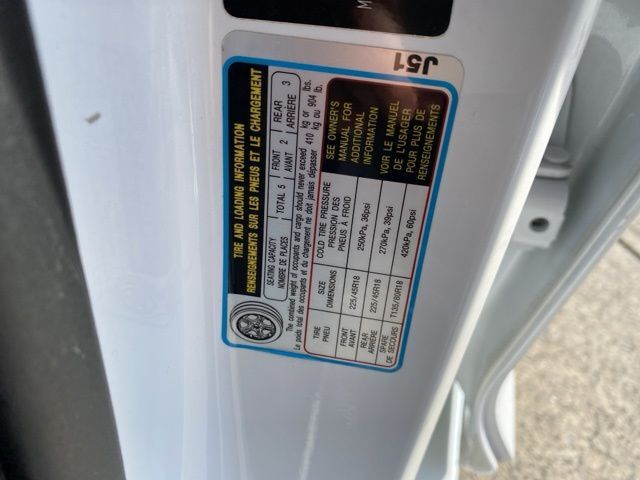 M
J51
TIRE AND LOADING INFORMATION
RENSEIGNEMENTS SUR LES PNEUS ET LE CHARGEMENT
SEATING CAPACITY
NOMBRE DE PLACES
TOTAL 5
FRONT
AVANT
2
REAR
ARRIÈRE
3
The combined weight of occupants and cargo should never exceed 410 kg or 904 lbs.
Le poids total des occupants et du chargement ne doit jamais dépasser 410 kg ou 904 lb.
TIRE
PNEU
SIZE
DIMENSIONS
COLD TIRE PRESSURE
PRESSION DES
PNEUS À FROID
FRONT
AVANT
225/45R18
250kPa, 36psi
REAR
ARRIÈRE
225/45R18
270kPa, 39psi
SPARE
DE SECOURS
T135/80R18
420kPa, 60psi
SEE OWNER'S
MANUAL FOR
ADDITIONAL
INFORMATION
VOIR LE MANUEL
DE L'USAGER
POUR PLUS DE
RENSEIGNEMENTS